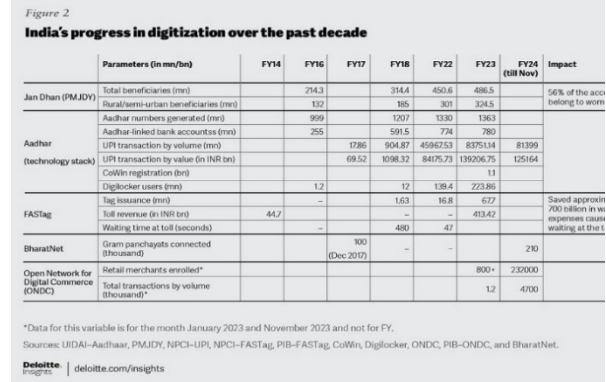 Figure 2
India's progress in digitization over the past decade
Parameters (in mn/bn) FY14 FY16 FY17 FY18 FY22 FY23 FY24 (till Nov) Impact
Jan Dhan (PMJDY)
Total beneficiaries (mn) 214.3 314.4 450.6 486.5
56% of the acc
Rural/semi-urban beneficiaries (mn) 132 185 301 324.5
belong to wom
Aadhar
(technology stack)
Aadhar numbers generated (mn) 999 1207 1330 1363
Aadhar-linked bank accountss (mn) 255 591.5 774 780
UPI transaction by volume (mn) 17.86 904.87 45967.53 83751.14 81399
UPI transaction by value (in INR bn) 69.52 1098.32 84175.73 139206.75 125164
CoWin registration (bn) 1.1
Digilocker users (mn) 1.2 12 139.4 223.86
FASTag
Tag issuance (mn) – 1.63 16.8 67.7
Saved approxin
Toll revenue (in INR bn) 44.7 – – 413.42
700 billion in w
expenses cause
Waiting time at toll (seconds) – 480 47
waiting at the t
BharatNet
Gram panchayats connected (thousand) 100 (Dec 2017) – – 210
Open Network for
Digital Commerce
(ONDC)
Retail merchants enrolled* 800+ 232000
Total transactions by volume (thousand)* 1.2 4700
*Data for this variable is for the month January 2023 and November 2023 and not for FY.
Sources: UIDAI–Aadhaar, PMJDY, NPCI–UPI, NPCI–FASTag, PIB–FASTag, CoWin, Digilocker, ONDC, PIB–ONDC, and BharatNet.
Deloitte.
Insights
deloitte.com/insights